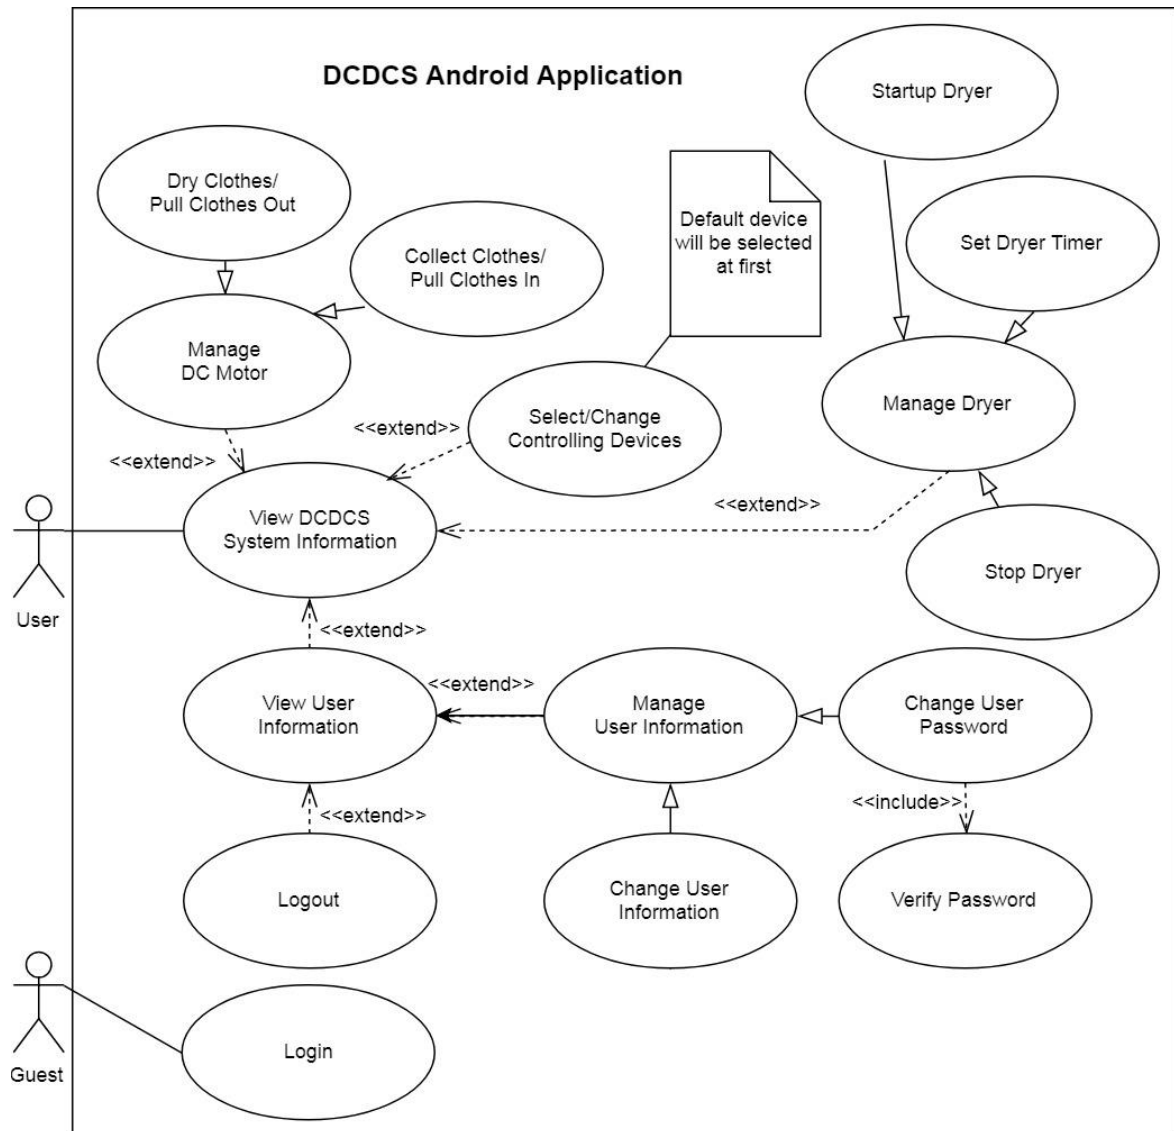 DCDCS Android Application
Startup Dryer
Dry Clothes/
Pull Clothes Out
Collect Clothes/
Pull Clothes In
Default device
will be selected
at first
Set Dryer Timer
Manage
DC Motor
Select/Change
Controlling Devices
Manage Dryer
<<extend>>
<<extend>>
<<extend>>
View DCDCS
System Information
Stop Dryer
User
<<extend>>
View User
Information
<<extend>>
Manage
User Information
Change User
Password
<<extend>>
<<include>>
Logout
Change User
Information
Verify Password
Guest
Login